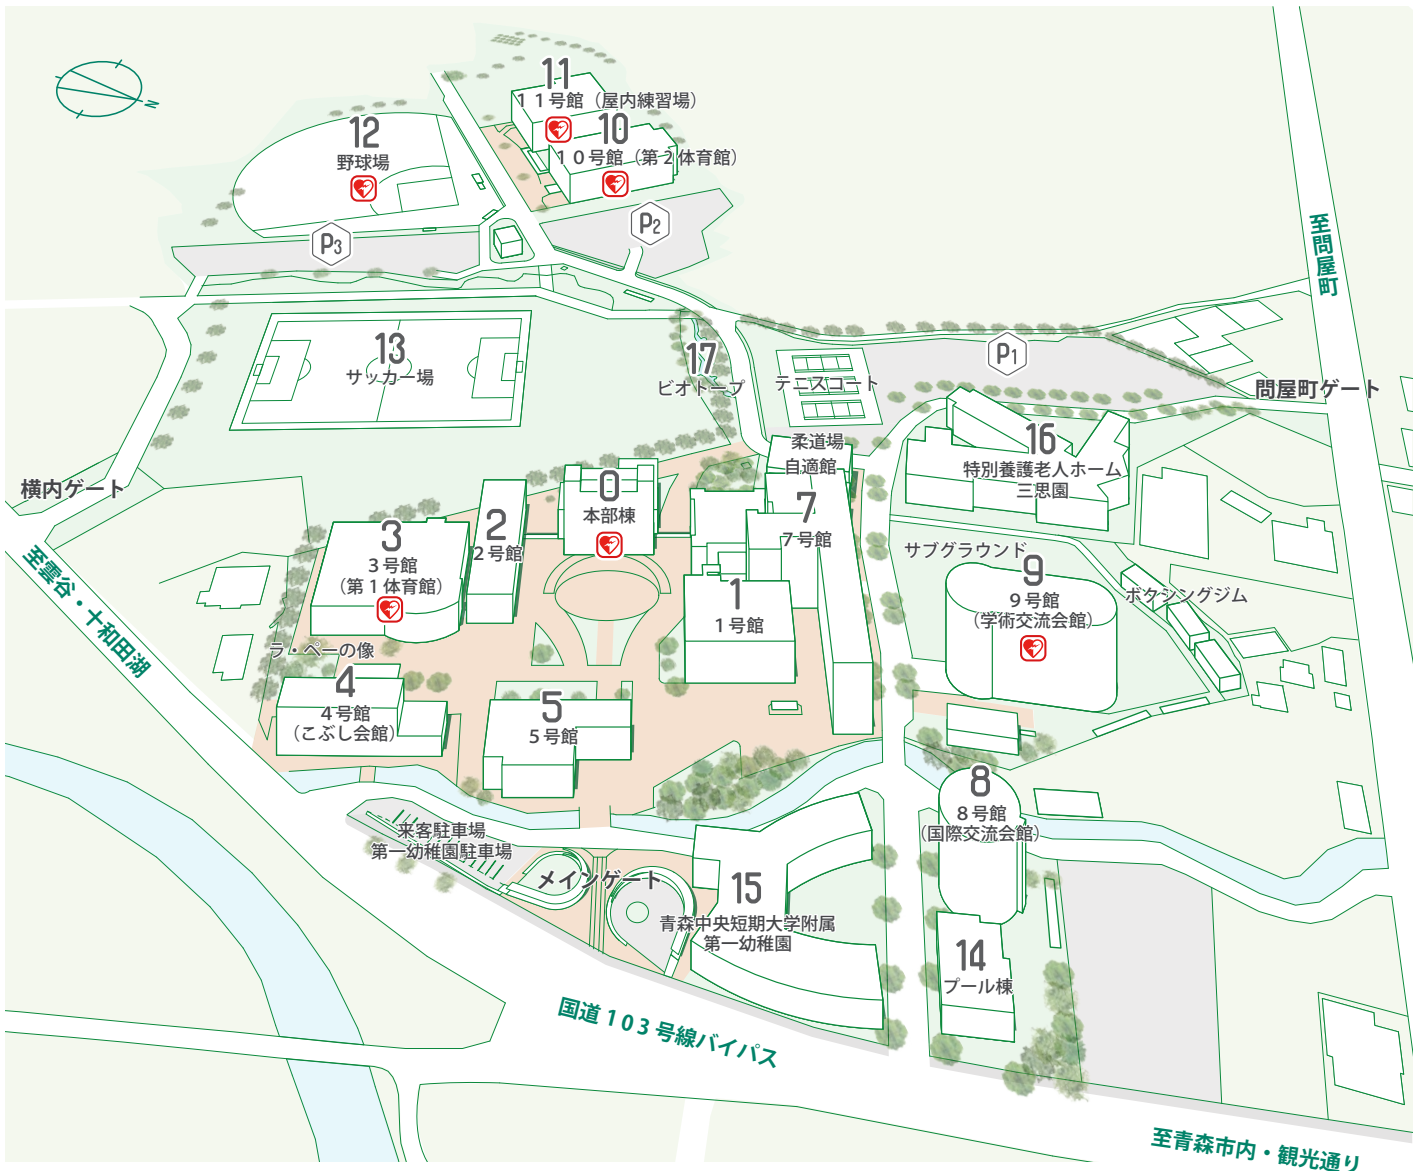 11
１１号館（屋内練習場）
10
１０号館（第２体育館）
12
野球場
N
P3
P2
至問屋町
13
サッカー場
17
ビオトープ
テニスコート
P1
問屋町ゲート
柔道場
自適館
16
特別養護老人ホーム
三思園
横内ゲート
0
本部棟
7
７号館
2
２号館
3
３号館
（第１体育館）
サブグラウンド
9
９号館
（学術交流会館）
ボクシングジム
1
１号館
至雲谷・十和田湖
ラ・ペーの像
4
４号館
（こぶし会館）
5
５号館
8
８号館
（国際交流会館）
来客駐車場
第一幼稚園駐車場
メインゲート
15
青森中央短期大学附属
第一幼稚園
14
プール棟
国道103号線バイパス
至青森市内・観光通り